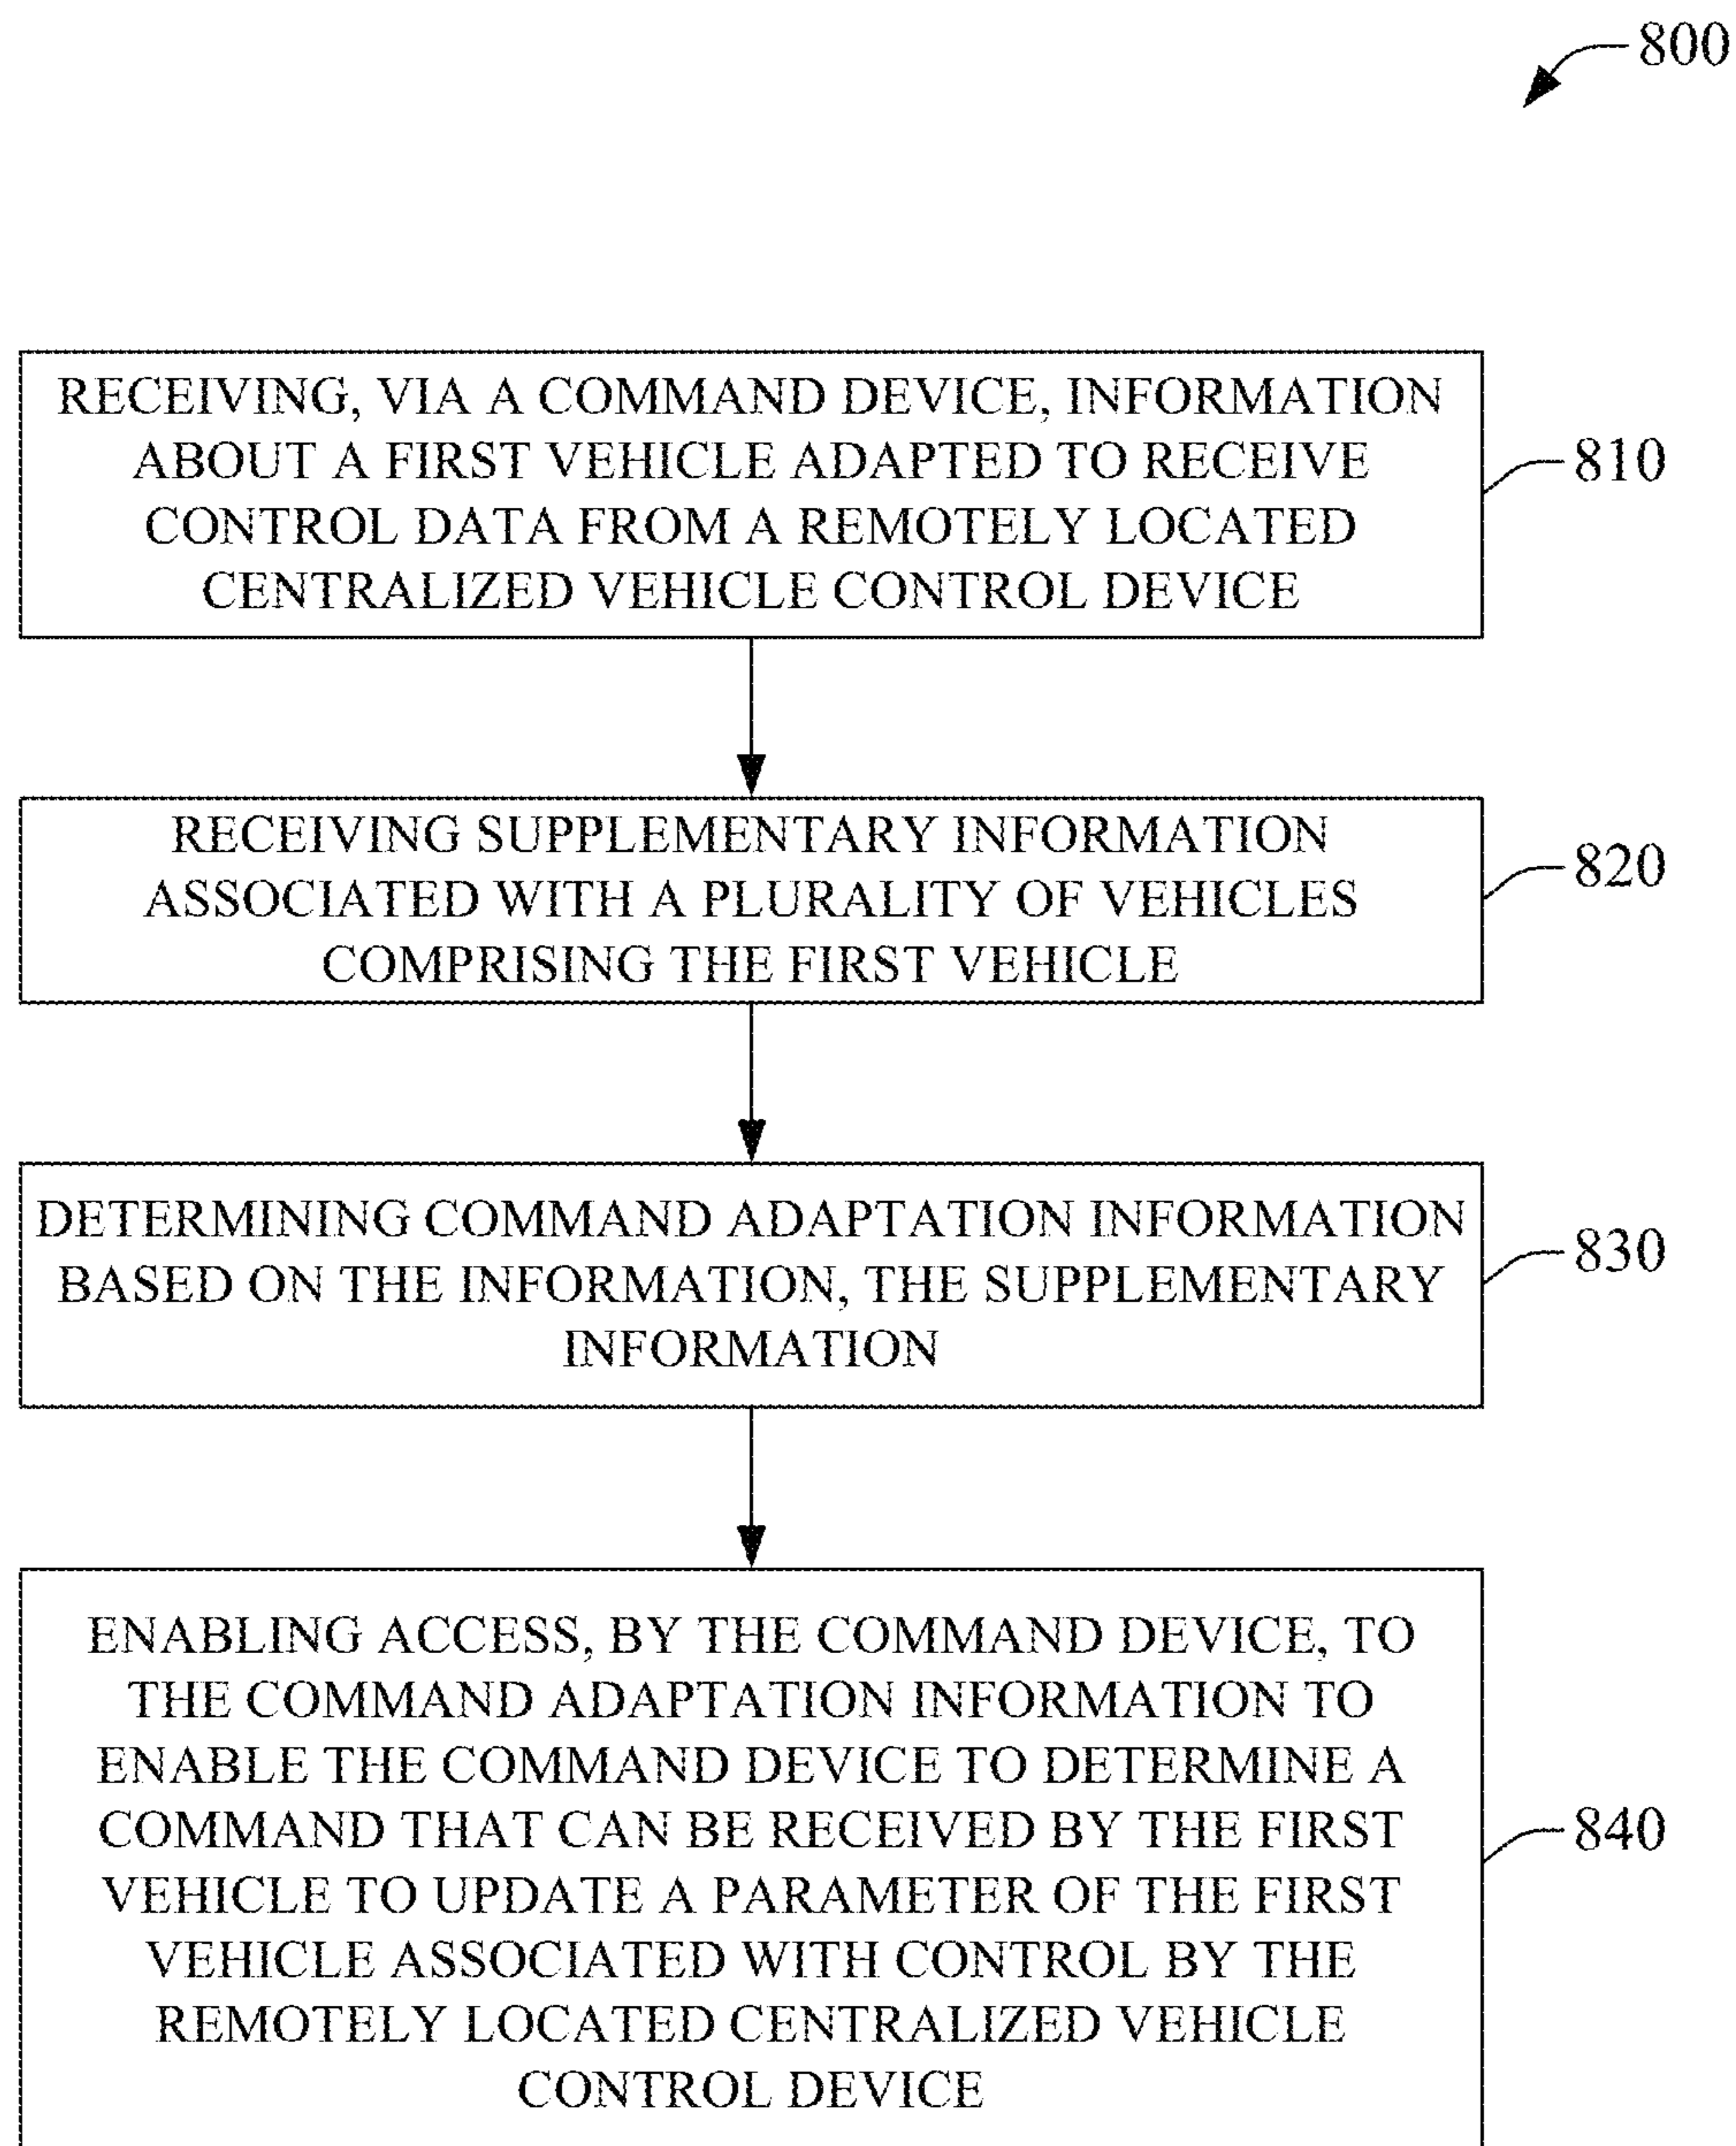 800
RECEIVING, VIA A COMMAND DEVICE, INFORMATION
ABOUT A FIRST VEHICLE ADAPTED TO RECEIVE
CONTROL DATA FROM A REMOTELY LOCATED
CENTRALIZED VEHICLE CONTROL DEVICE
810
RECEIVING SUPPLEMENTARY INFORMATION
ASSOCIATED WITH A PLURALITY OF VEHICLES
COMPRISING THE FIRST VEHICLE
820
DETERMINING COMMAND ADAPTATION INFORMATION
BASED ON THE INFORMATION, THE SUPPLEMENTARY
INFORMATION
830
ENABLING ACCESS, BY THE COMMAND DEVICE, TO
THE COMMAND ADAPTATION INFORMATION TO
ENABLE THE COMMAND DEVICE TO DETERMINE A
COMMAND THAT CAN BE RECEIVED BY THE FIRST
VEHICLE TO UPDATE A PARAMETER OF THE FIRST
VEHICLE ASSOCIATED WITH CONTROL BY THE
REMOTELY LOCATED CENTRALIZED VEHICLE
CONTROL DEVICE
840